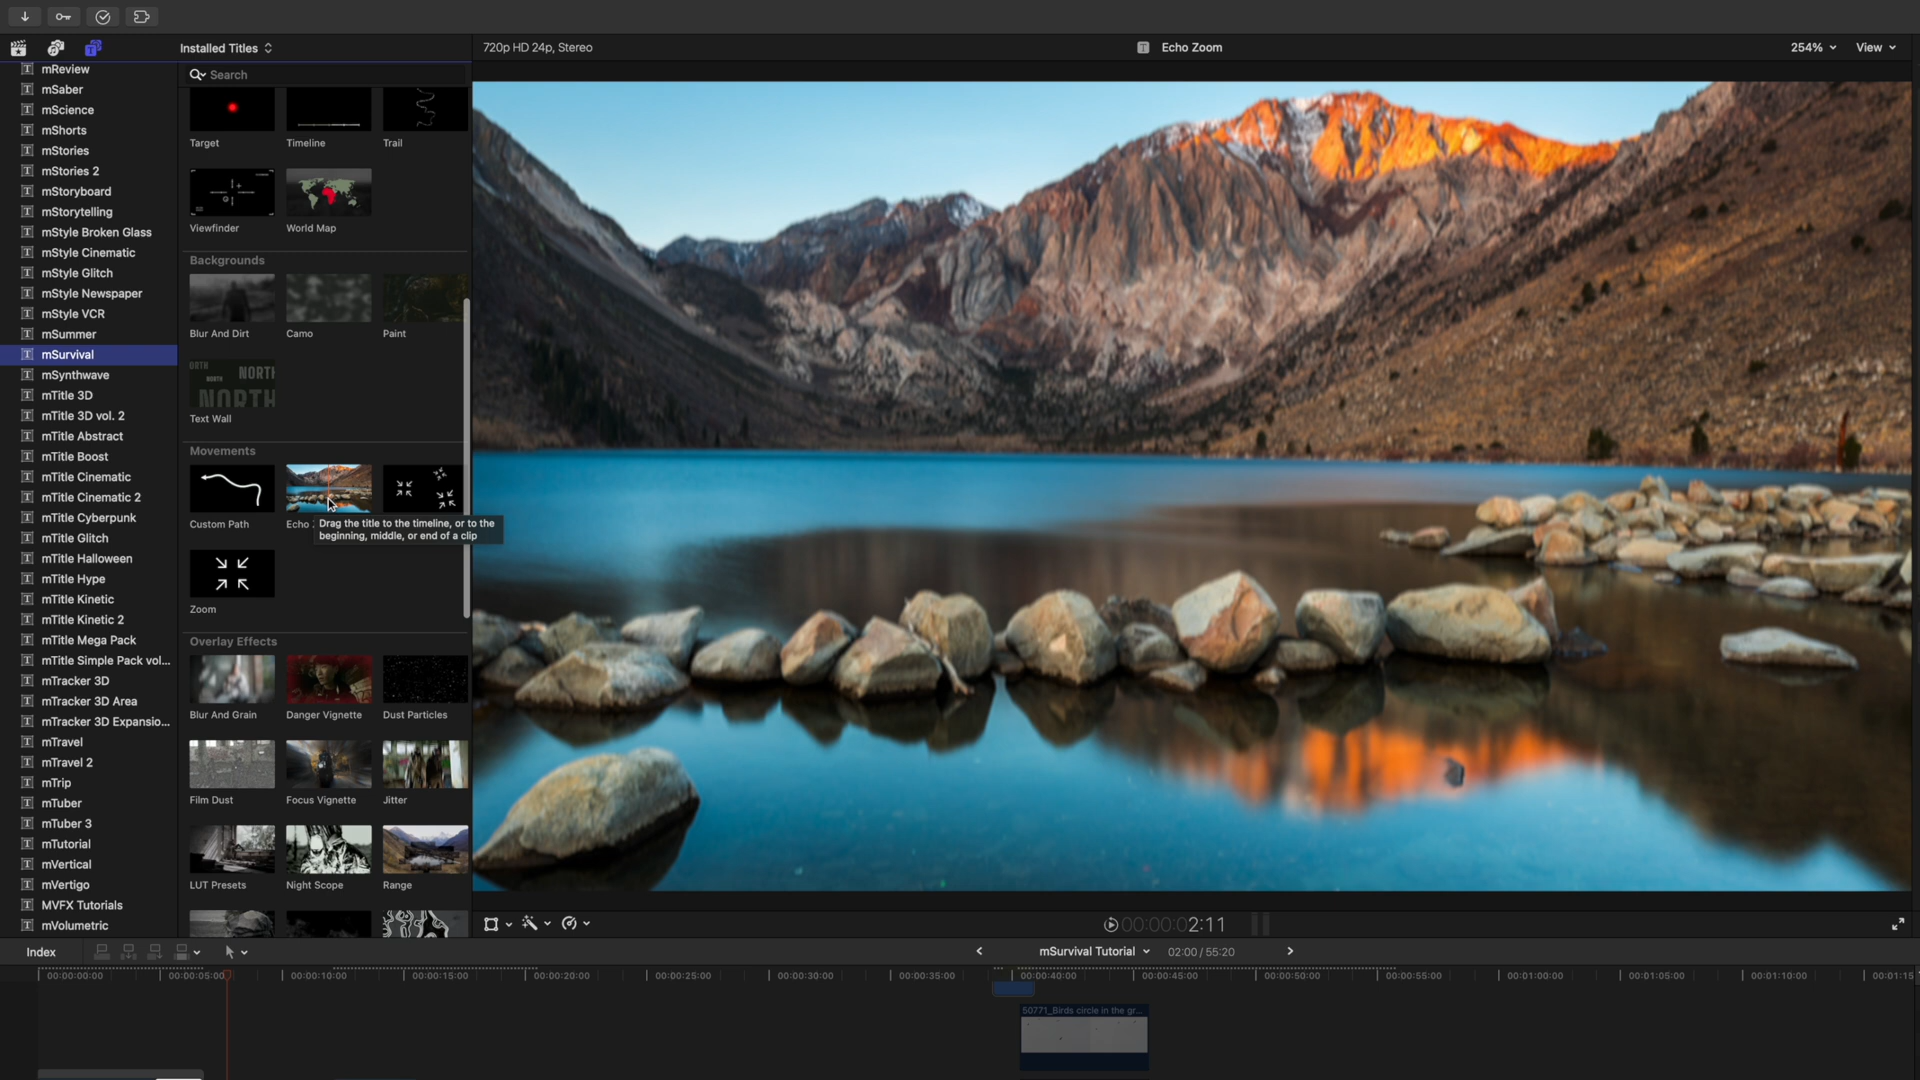 Installed Titles
720p HD 24p, Stereo
Echo Zoom
254%
View
mReview
mSaber
mScience
mShorts
mStories
mStories 2
mStoryboard
mStorytelling
mStyle Broken Glass
mStyle Cinematic
mStyle Glitch
mStyle Newspaper
mStyle VCR
mSummer
mSurvival
mSynthwave
mTitle 3D
mTitle 3D vol. 2
mTitle Abstract
mTitle Boost
mTitle Cinematic
mTitle Cinematic 2
mTitle Cyberpunk
mTitle Glitch
mTitle Halloween
mTitle Hype
mTitle Kinetic
mTitle Kinetic 2
mTitle Mega Pack
mTitle Simple Pack vol...
mTracker 3D
mTracker 3D Area
mTracker 3D Expansio...
mTravel
mTravel 2
mTrip
mTuber
mTuber 3
mTutorial
mVertical
mVertigo
MVFX Tutorials
mVolumetric
Search
Target
Timeline
Trail
Viewfinder
World Map
Backgrounds
Blur And Dirt
Camo
Paint
NORTH
NORTH
NORTH
Text Wall
Movements
Custom Path
Echo
Drag the title to the timeline, or to the
beginning, middle, or end of a clip
Zoom
Overlay Effects
Blur And Grain
Danger Vignette
Dust Particles
Film Dust
Focus Vignette
Jitter
LUT Presets
Night Scope
Range
00:00:02:11
Index
mSurvival Tutorial
02:00 / 55:20
00:00:00:00
00:00:05:00
00:00:10:00
00:00:15:00
00:00:20:00
00:00:25:00
00:00:30:00
00:00:35:00
00:00:40:00
00:00:45:00
00:00:50:00
00:00:55:00
00:01:00:00
00:01:05:00
00:01:10:00
00:01:15
50771_Birds circle in the gr...